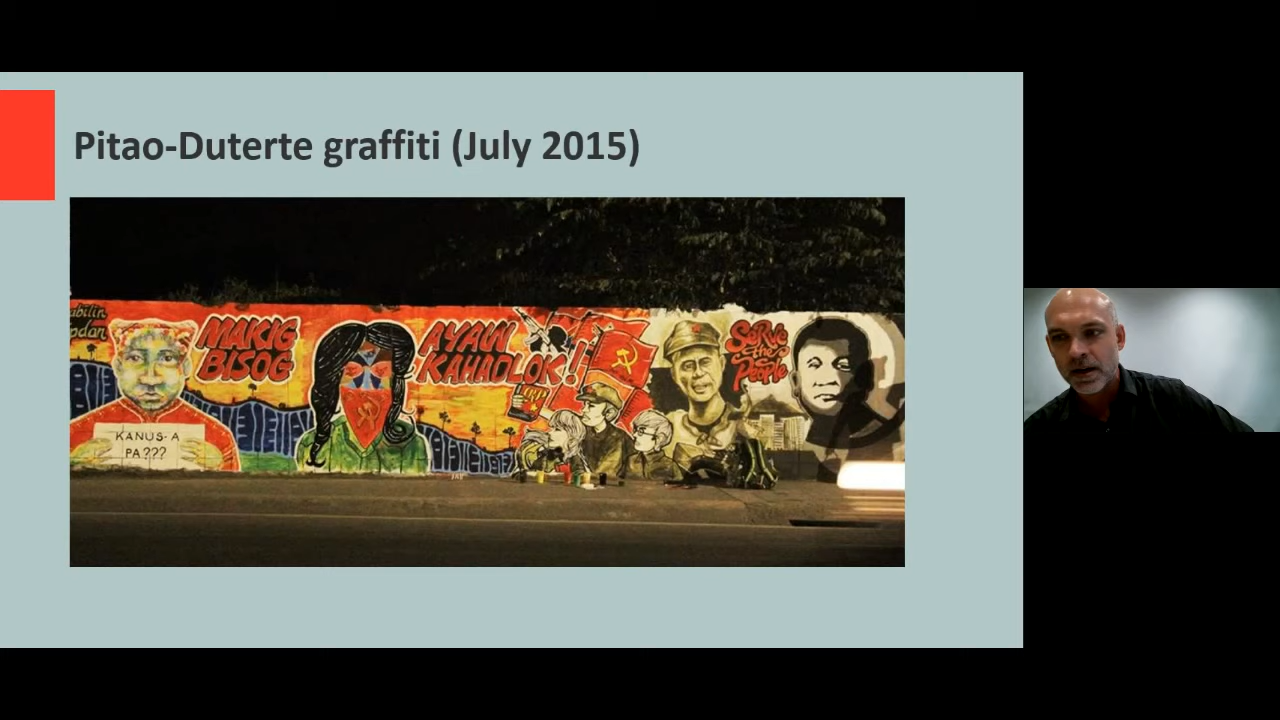 Pitao-Duterte graffiti (July 2015)
MAKIG
BISOG
AYAW
KAHADLOK!
Serve
the
People
KANUS-A
PA???